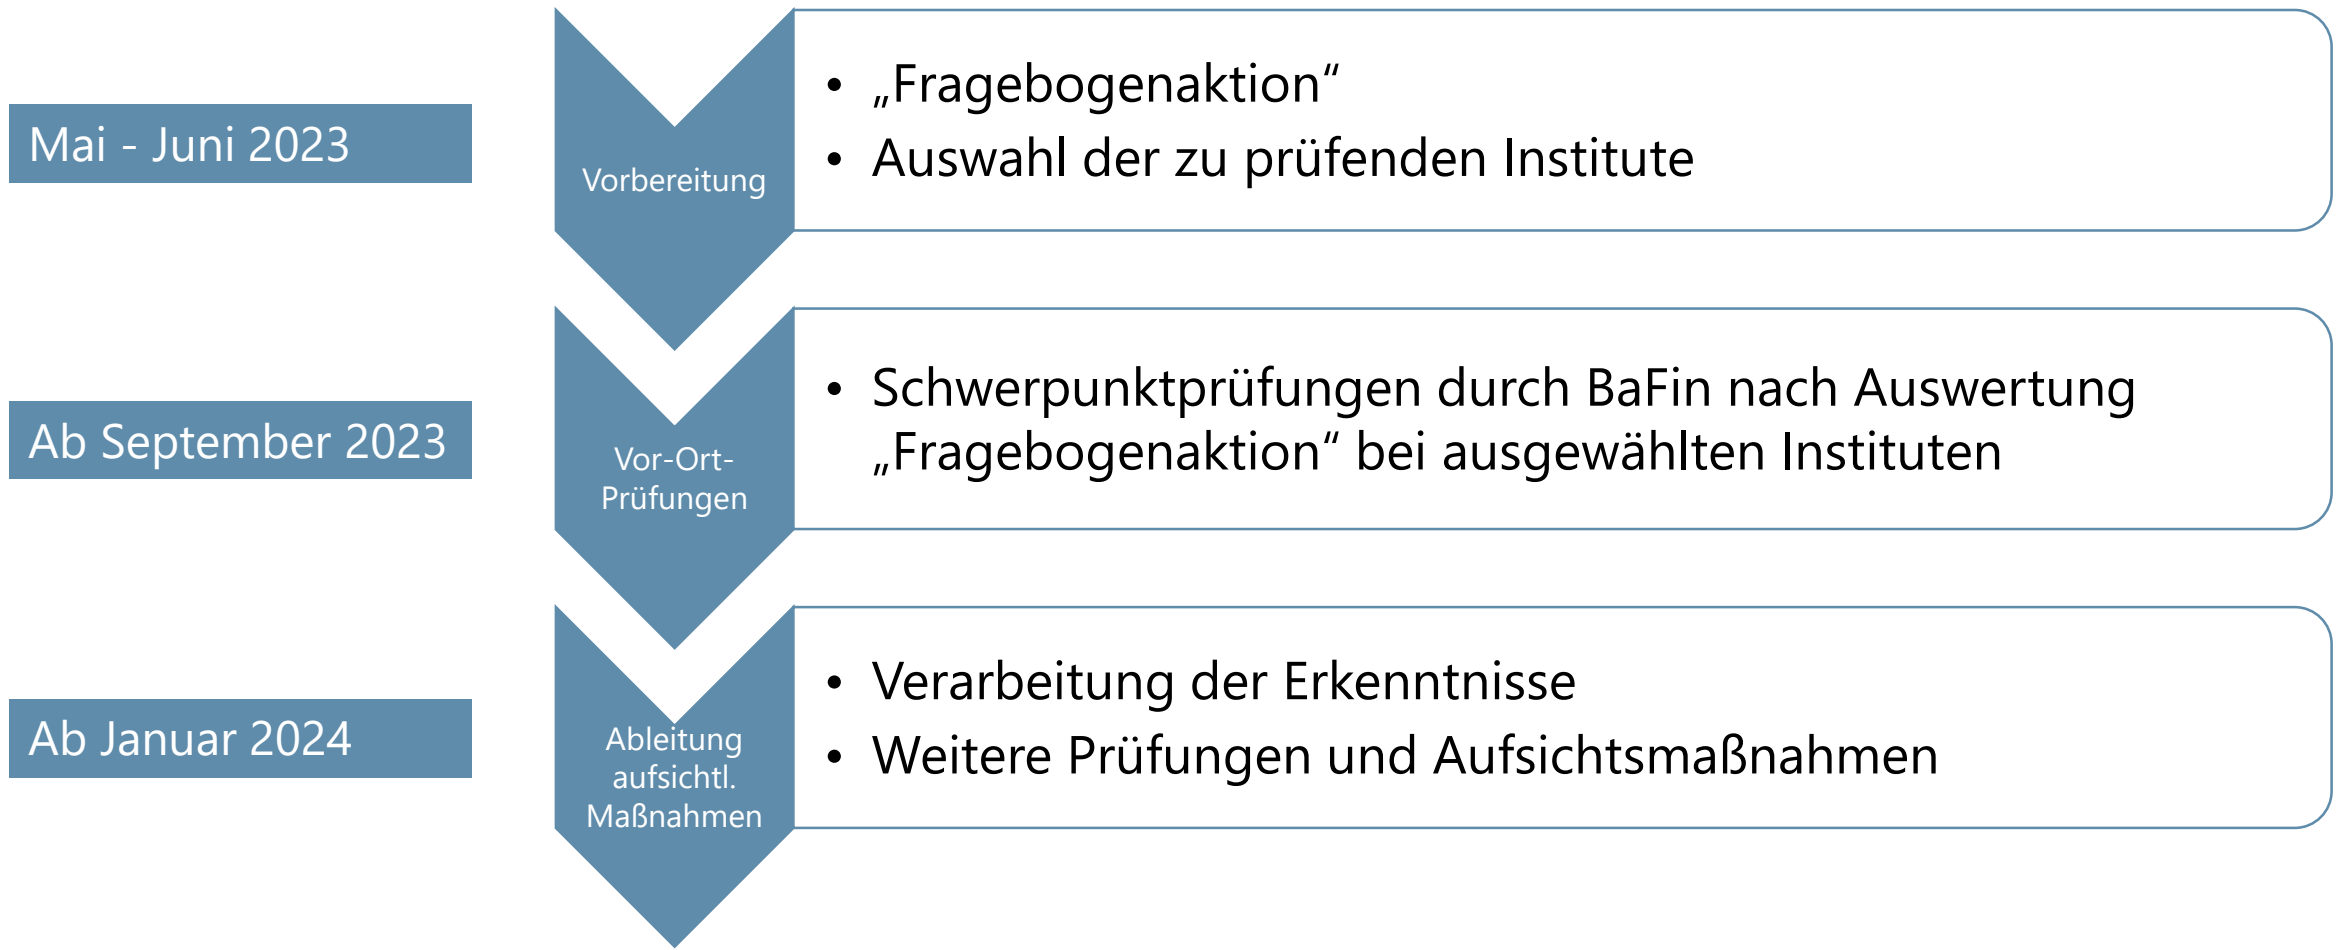 Mai - Juni 2023
Vorbereitung
• „Fragebogenaktion“
• Auswahl der zu prüfenden Institute
Ab September 2023
Vor-Ort-
Prüfungen
• Schwerpunktprüfungen durch BaFin nach Auswertung
„Fragebogenaktion“ bei ausgewählten Instituten
Ab Januar 2024
Ableitung
aufsichtl.
Maßnahmen
• Verarbeitung der Erkenntnisse
• Weitere Prüfungen und Aufsichtsmaßnahmen